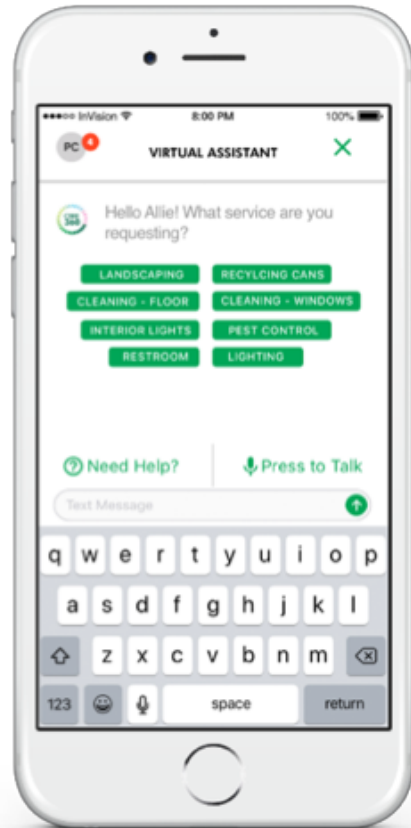 InVision 8:00 PM 100%
PC 4 VIRTUAL ASSISTANT
Hello Allie! What service are you
requesting?
LANDSCAPING RECYLCING CANS
CLEANING - FLOOR CLEANING - WINDOWS
INTERIOR LIGHTS PEST CONTROL
RESTROOM LIGHTING
Need Help? Press to Talk
Text Message
q w e r t y u i o p
a s d f g h j k l
z x c v b n m
123 space return